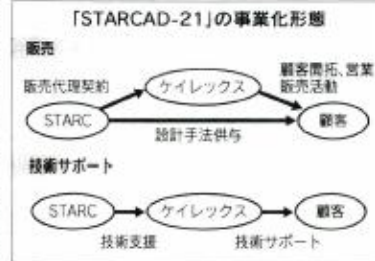 「STARCAD-21」の事業化形態
販売
販売代理契約
ケイレックス
顧客開拓、営業
販売活動
STARC
顧客
設計手法供与
技術サポート
STARC
ケイレックス
顧客
技術支援
技術サポート